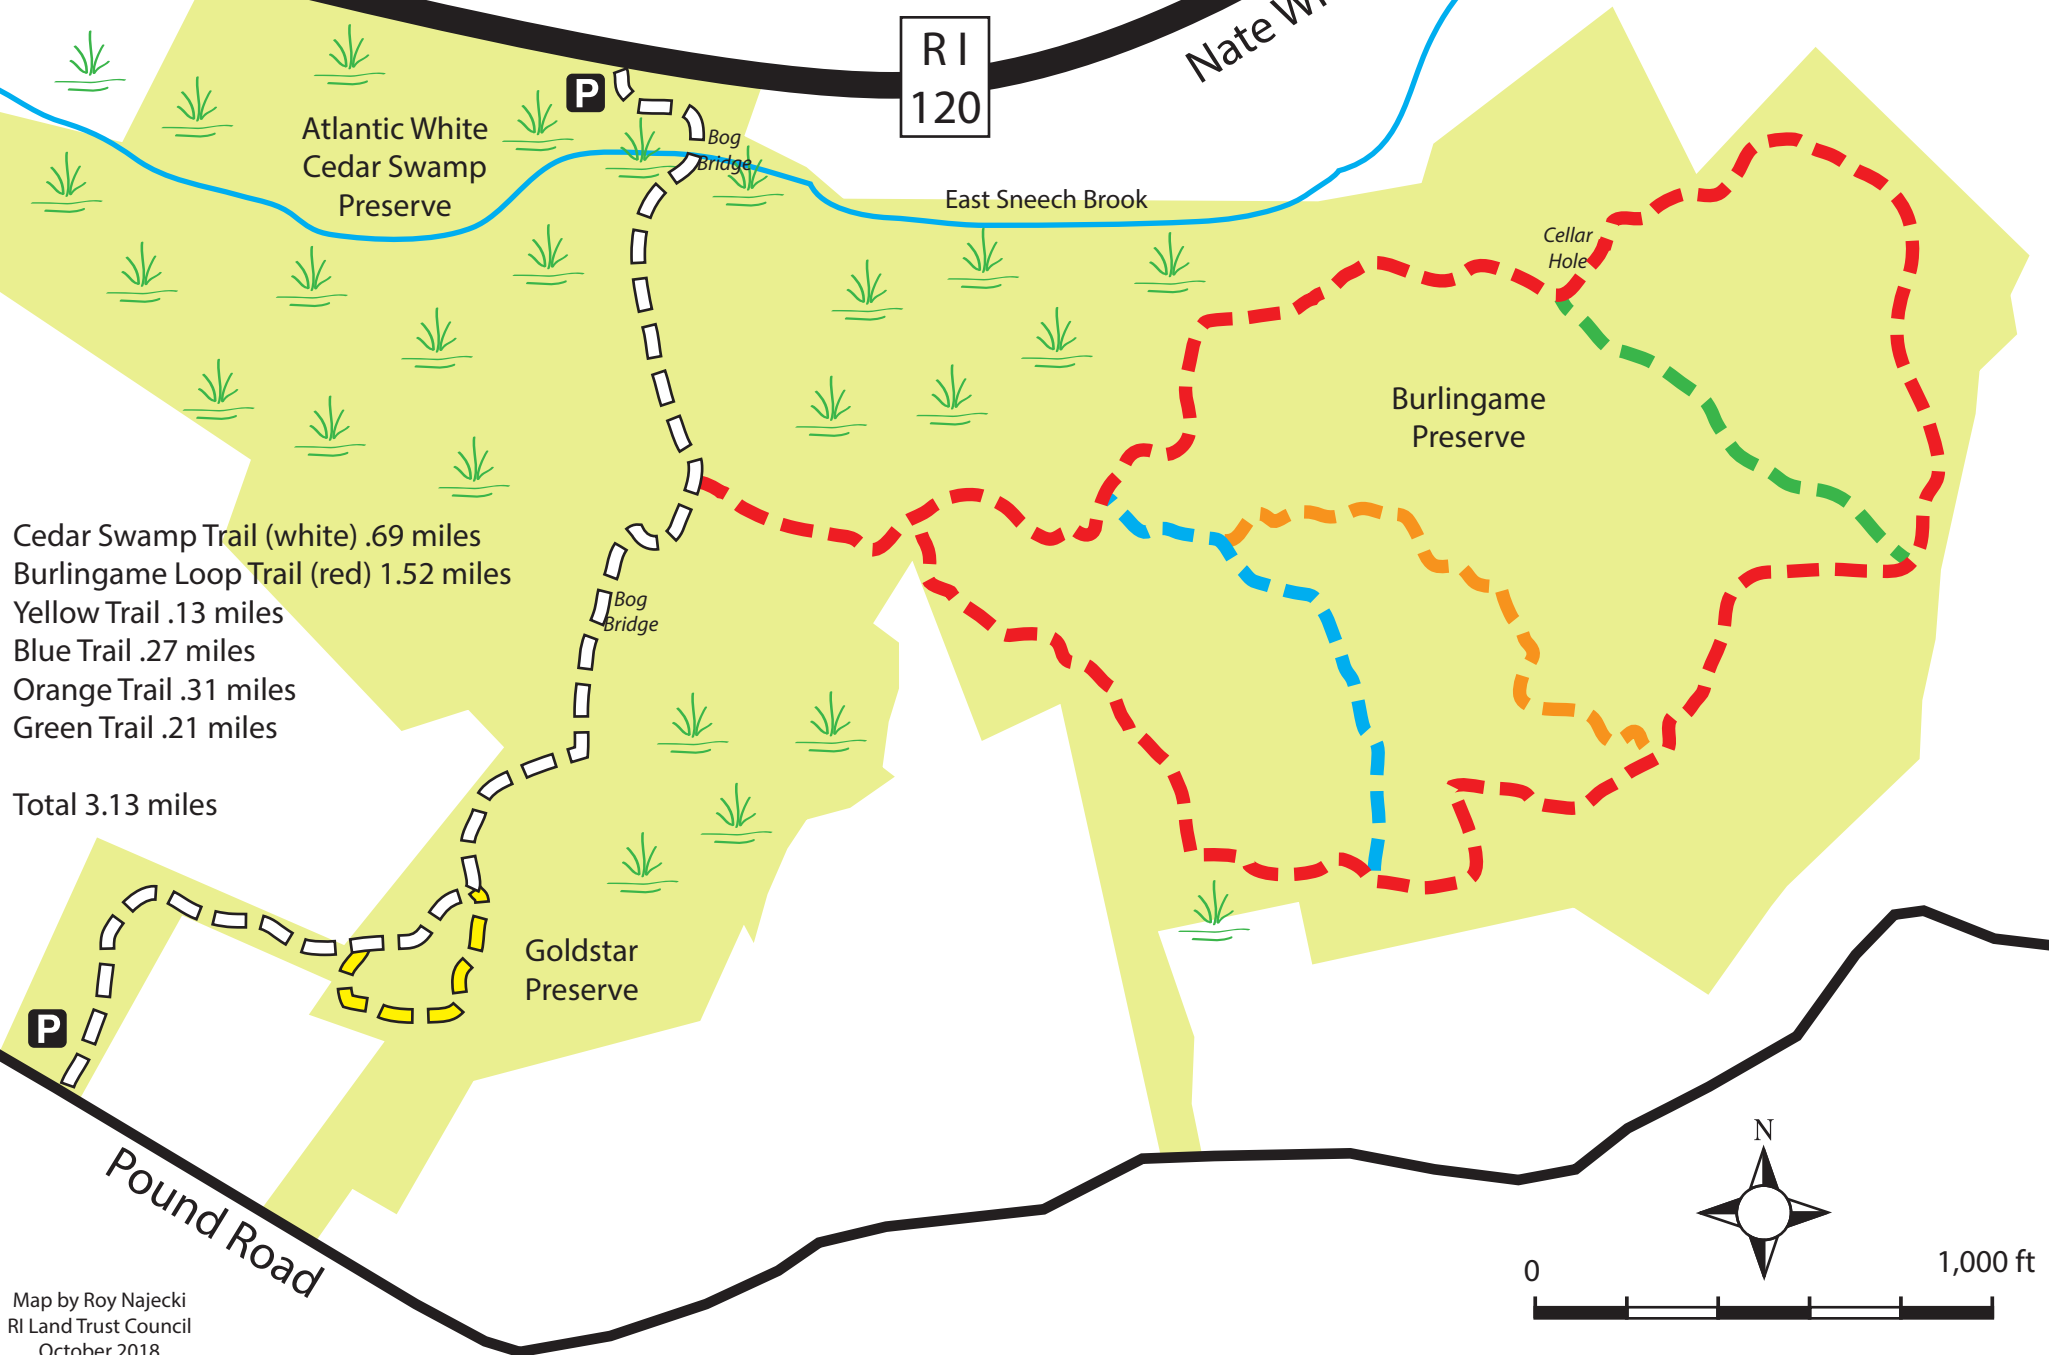 RI
120
Nate
P
Bog
Bridge
Atlantic White
Cedar Swamp
Preserve
East Sneech Brook
Cellar
Hole
Burlingame
Preserve
Cedar Swamp Trail (white) .69 miles
Burlingame Loop Trail (red) 1.52 miles
Yellow Trail .13 miles
Blue Trail .27 miles
Orange Trail .31 miles
Green Trail .21 miles
Total 3.13 miles
Bog
Bridge
Goldstar
Preserve
P
Pound Road
N
0
1,000 ft
Map by Roy Najecki
RI Land Trust Council
October 2018